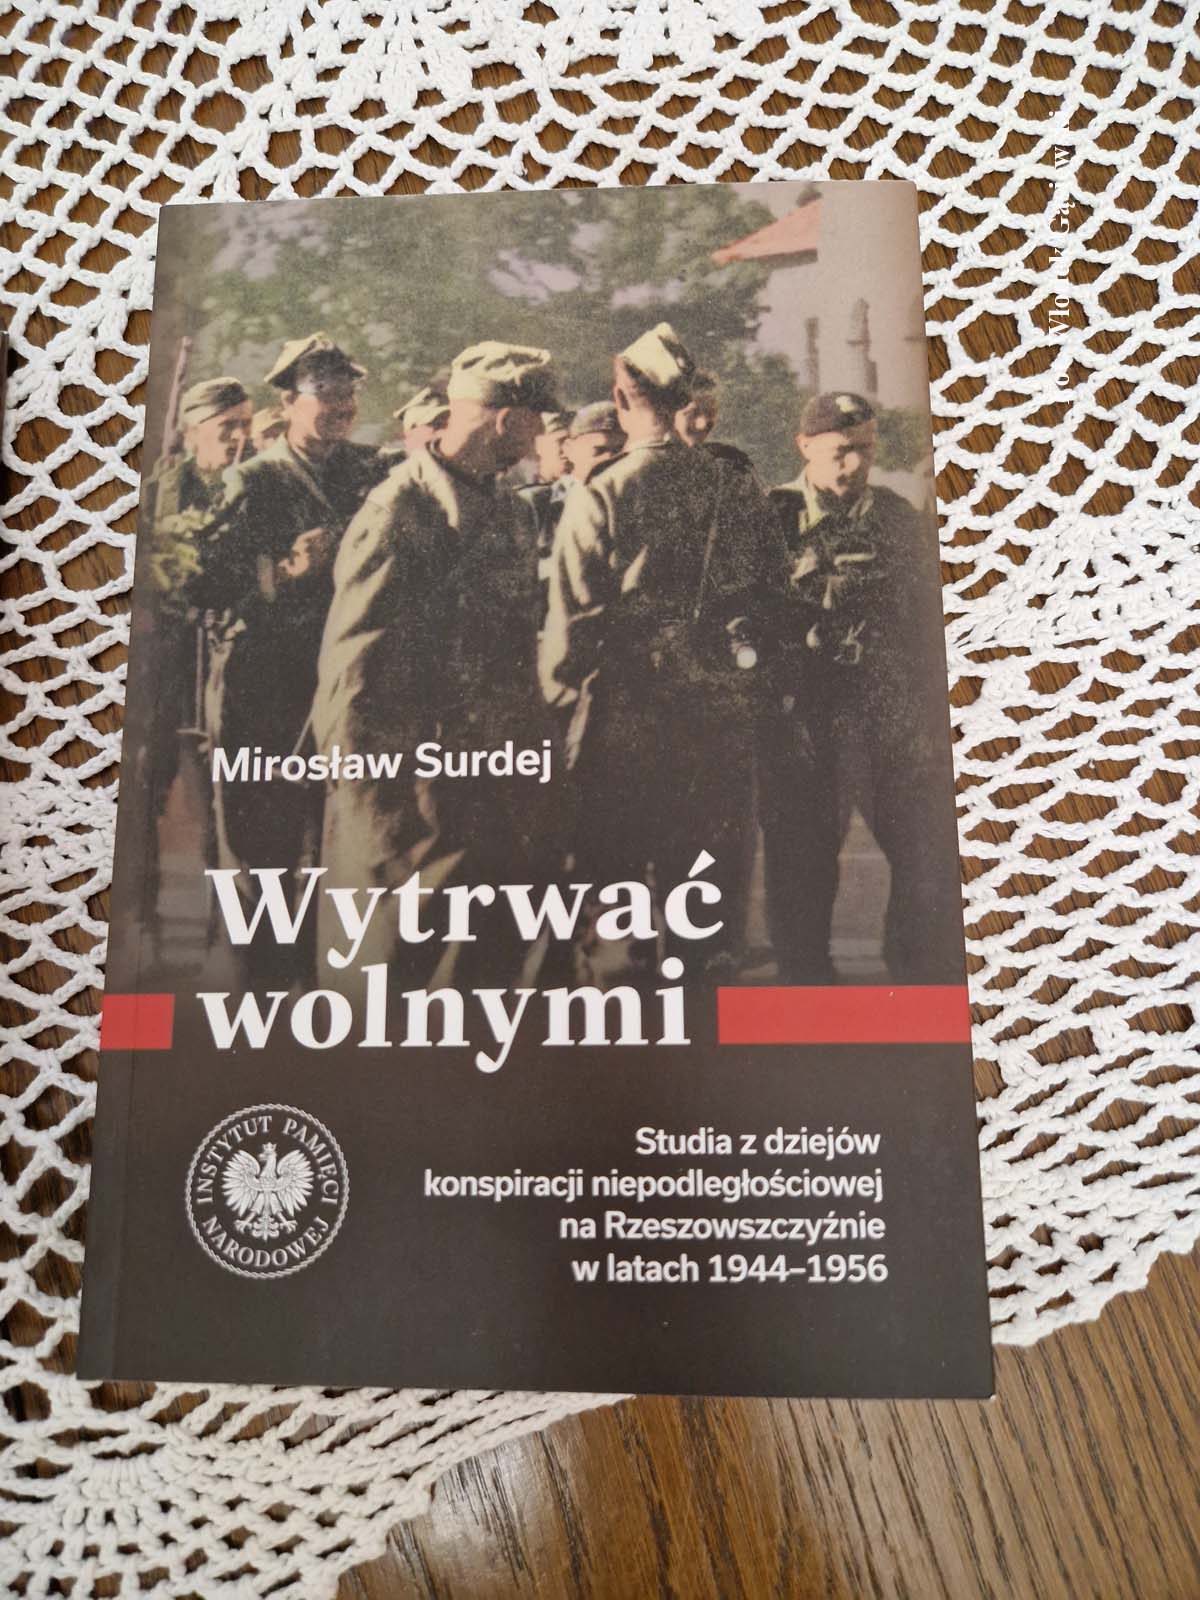 Mirosław Surdej
Wytrwać
wolnymi
INSTYTUT PAMIĘCI
NARODOWEJ
Studia z dziejów
konspiracji niepodległościowej
na Rzeszowszczyźnie
w latach 1944–1956